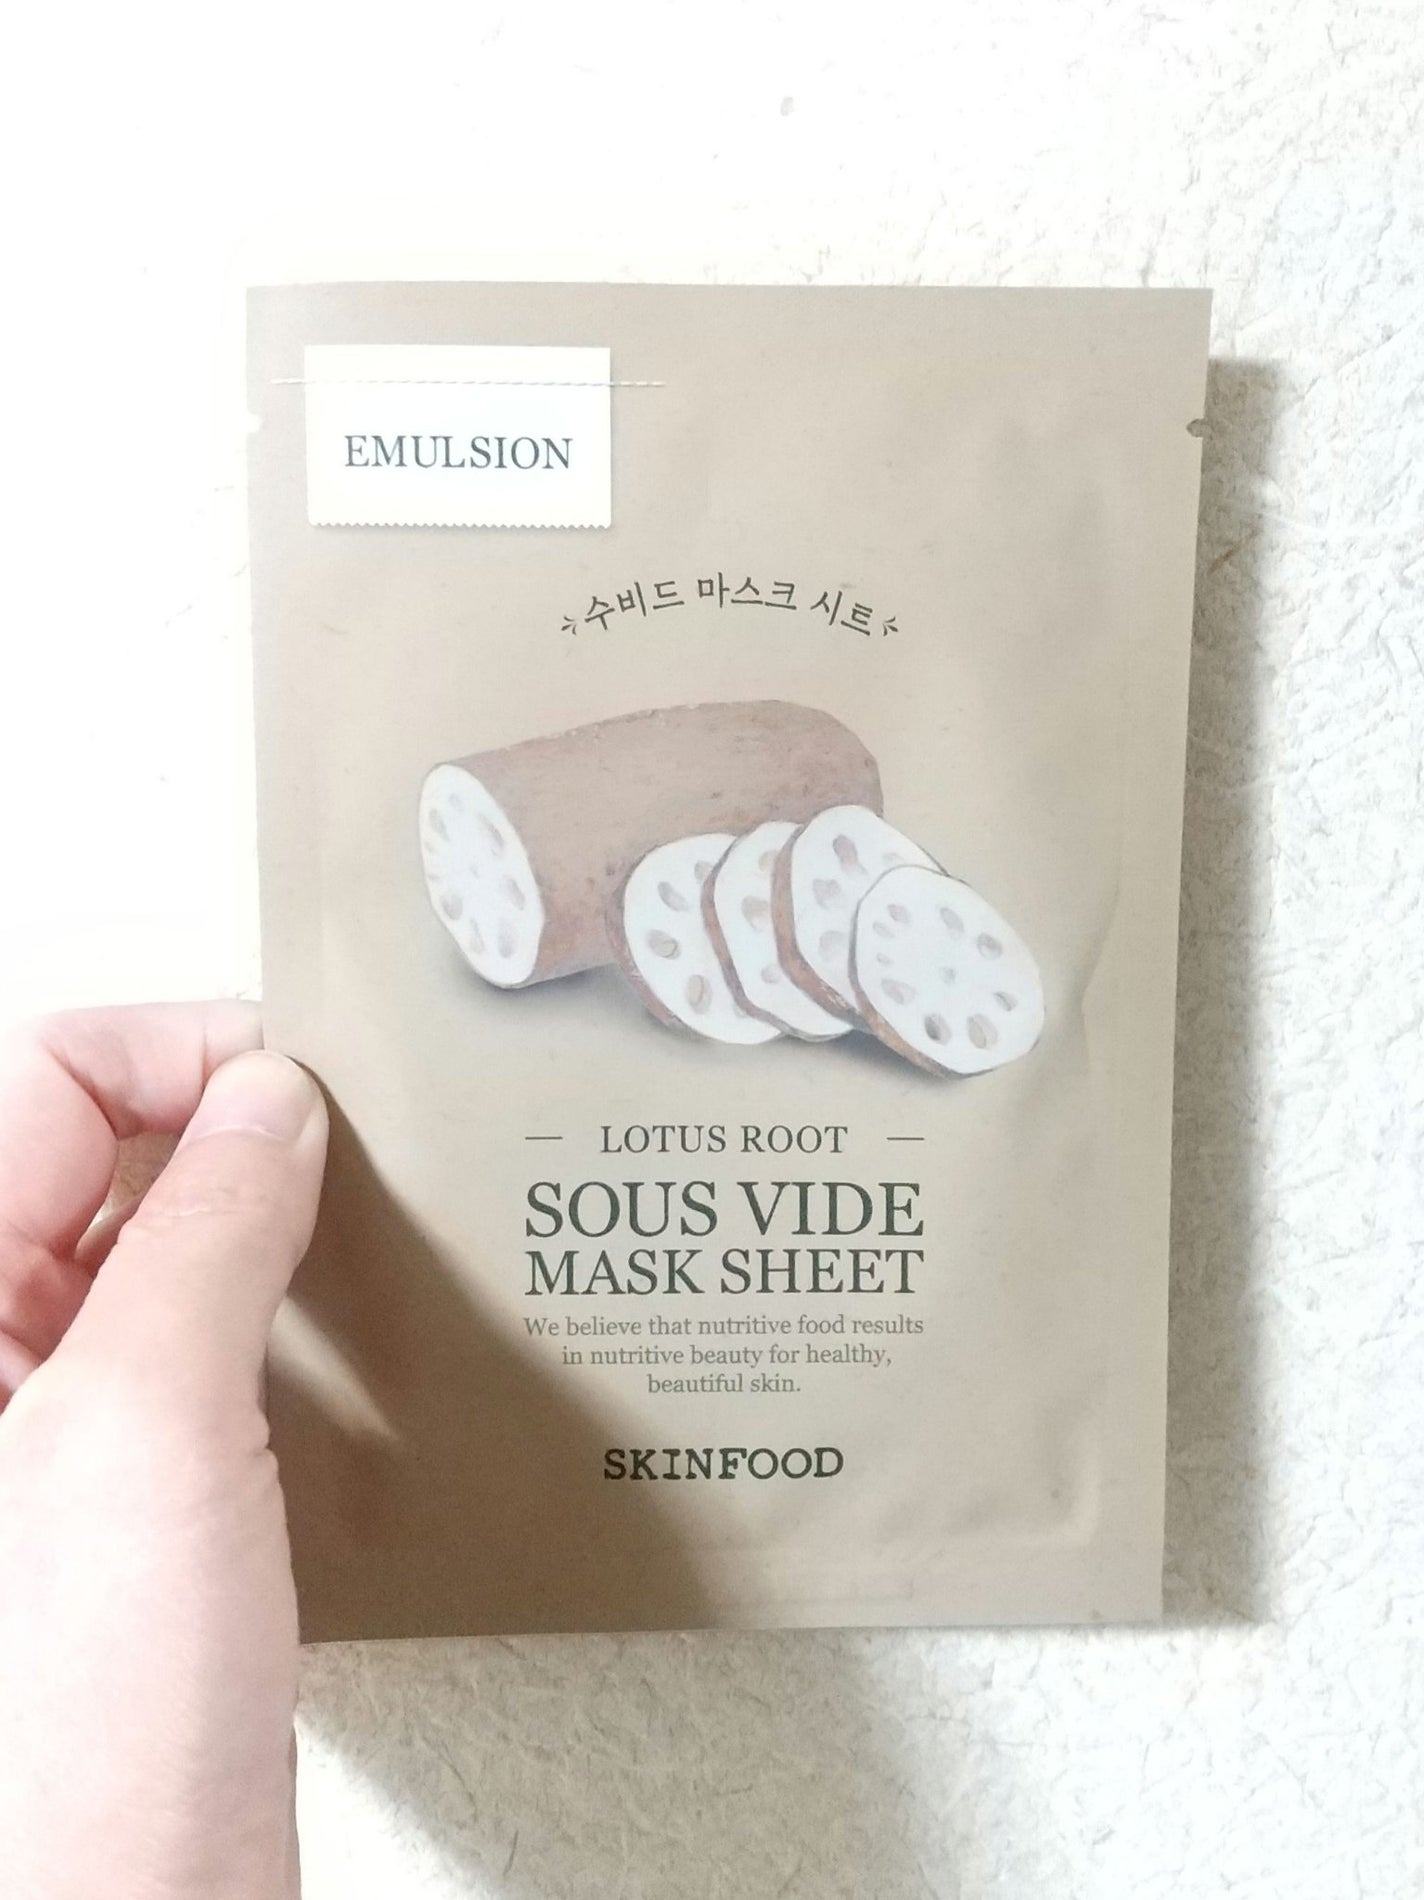 EMULSION
수비드 마스크 시트
LOTUS ROOT
SOUS VIDE
MASK SHEET
We believe that nutritive food results
in nutritive beauty for healthy,
beautiful skin.
SKINFOOD